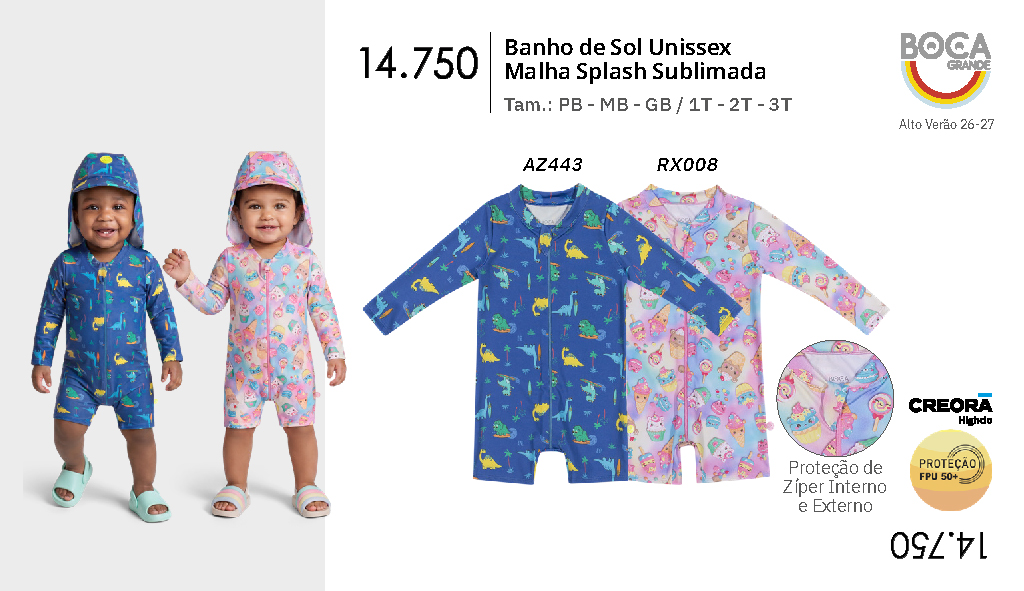 14.750
Banho de Sol Unissex
Malha Splash Sublimada
Tam.: PB - MB - GB / 1T - 2T - 3T
BOCA
GRANDE
Alto Verão 26-27
AZ443
RX008
BOCA
Proteção de
Zíper Interno
e Externo
CREORA
Highclo
PROTEÇÃO
FPU 50+
14.750